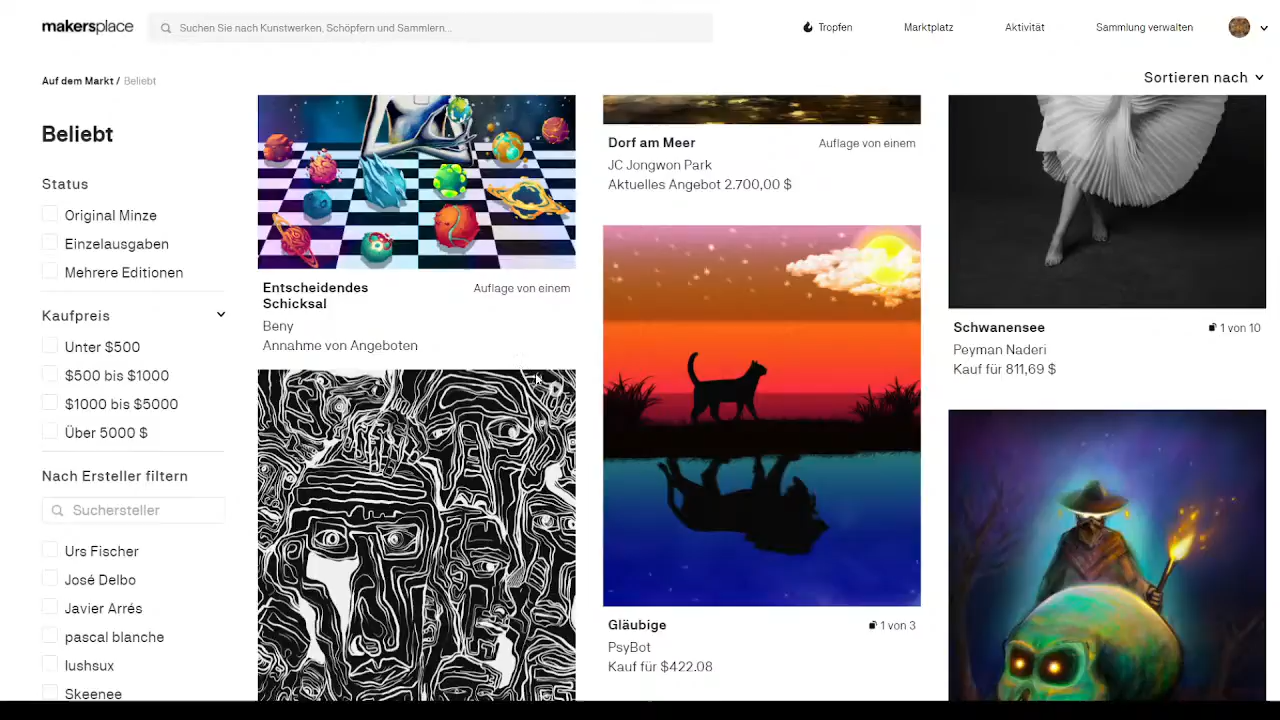 makersplace
Suchen Sie nach Kunstwerken, Schöpfern und Sammlern...
Tropfen
Marktplatz
Aktivität
Sammlung verwalten
Auf dem Markt / Beliebt
Sortieren nach
Beliebt
Status
Original Minze
Einzelausgaben
Mehrere Editionen
Kaufpreis
Unter $500
$500 bis $1000
$1000 bis $5000
Über 5000 $
Nach Ersteller filtern
Suchersteller
Urs Fischer
José Delbo
Javier Arrés
pascal blanche
lushsux
Skeenee
Entscheidendes
Schicksal
Auflage von einem
Beny
Annahme von Angeboten
Dorf am Meer
Auflage von einem
JC Jongwon Park
Aktuelles Angebot 2.700,00 $
Gläubige
1 von 3
PsyBot
Kauf für $422.08
Schwanensee
1 von 10
Peyman Naderi
Kauf für 811,69 $